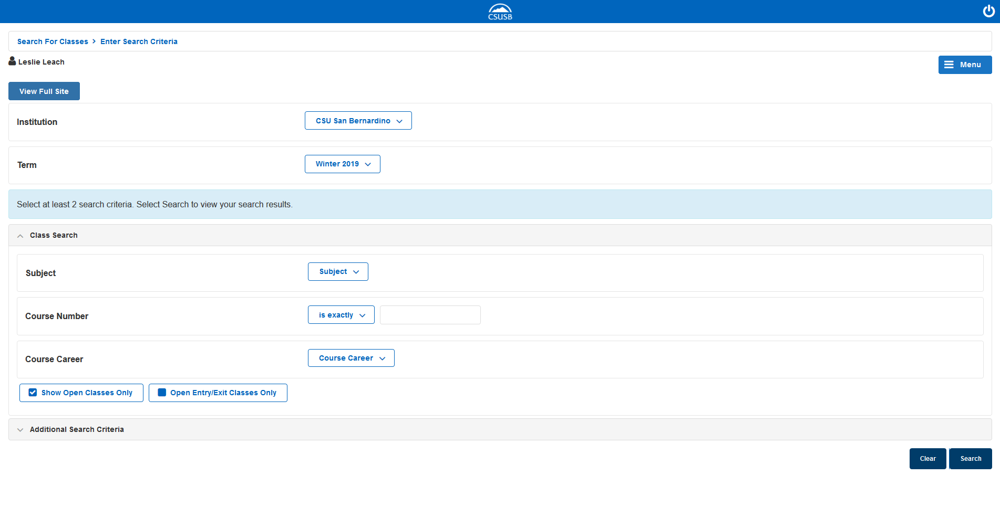 CSUSB
Search For Classes > Enter Search Criteria
Leslie Leach
Menu
View Full Site
Institution
CSU San Bernardino
Term
Winter 2019
Select at least 2 search criteria. Select Search to view your search results.
Class Search
Subject
Subject
Course Number
is exactly
Course Career
Course Career
Show Open Classes Only
Open Entry/Exit Classes Only
Additional Search Criteria
Clear
Search